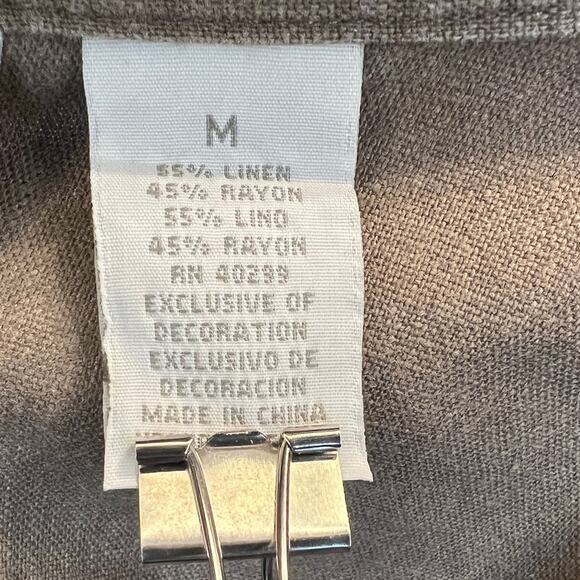 M
55% LINEN
45% RAYON
55% LINO
45% RAYON
RN 40299
EXCLUSIVE OF
DECORATION
EXCLUSIVO DE
DECORACION
MADE IN CHINA